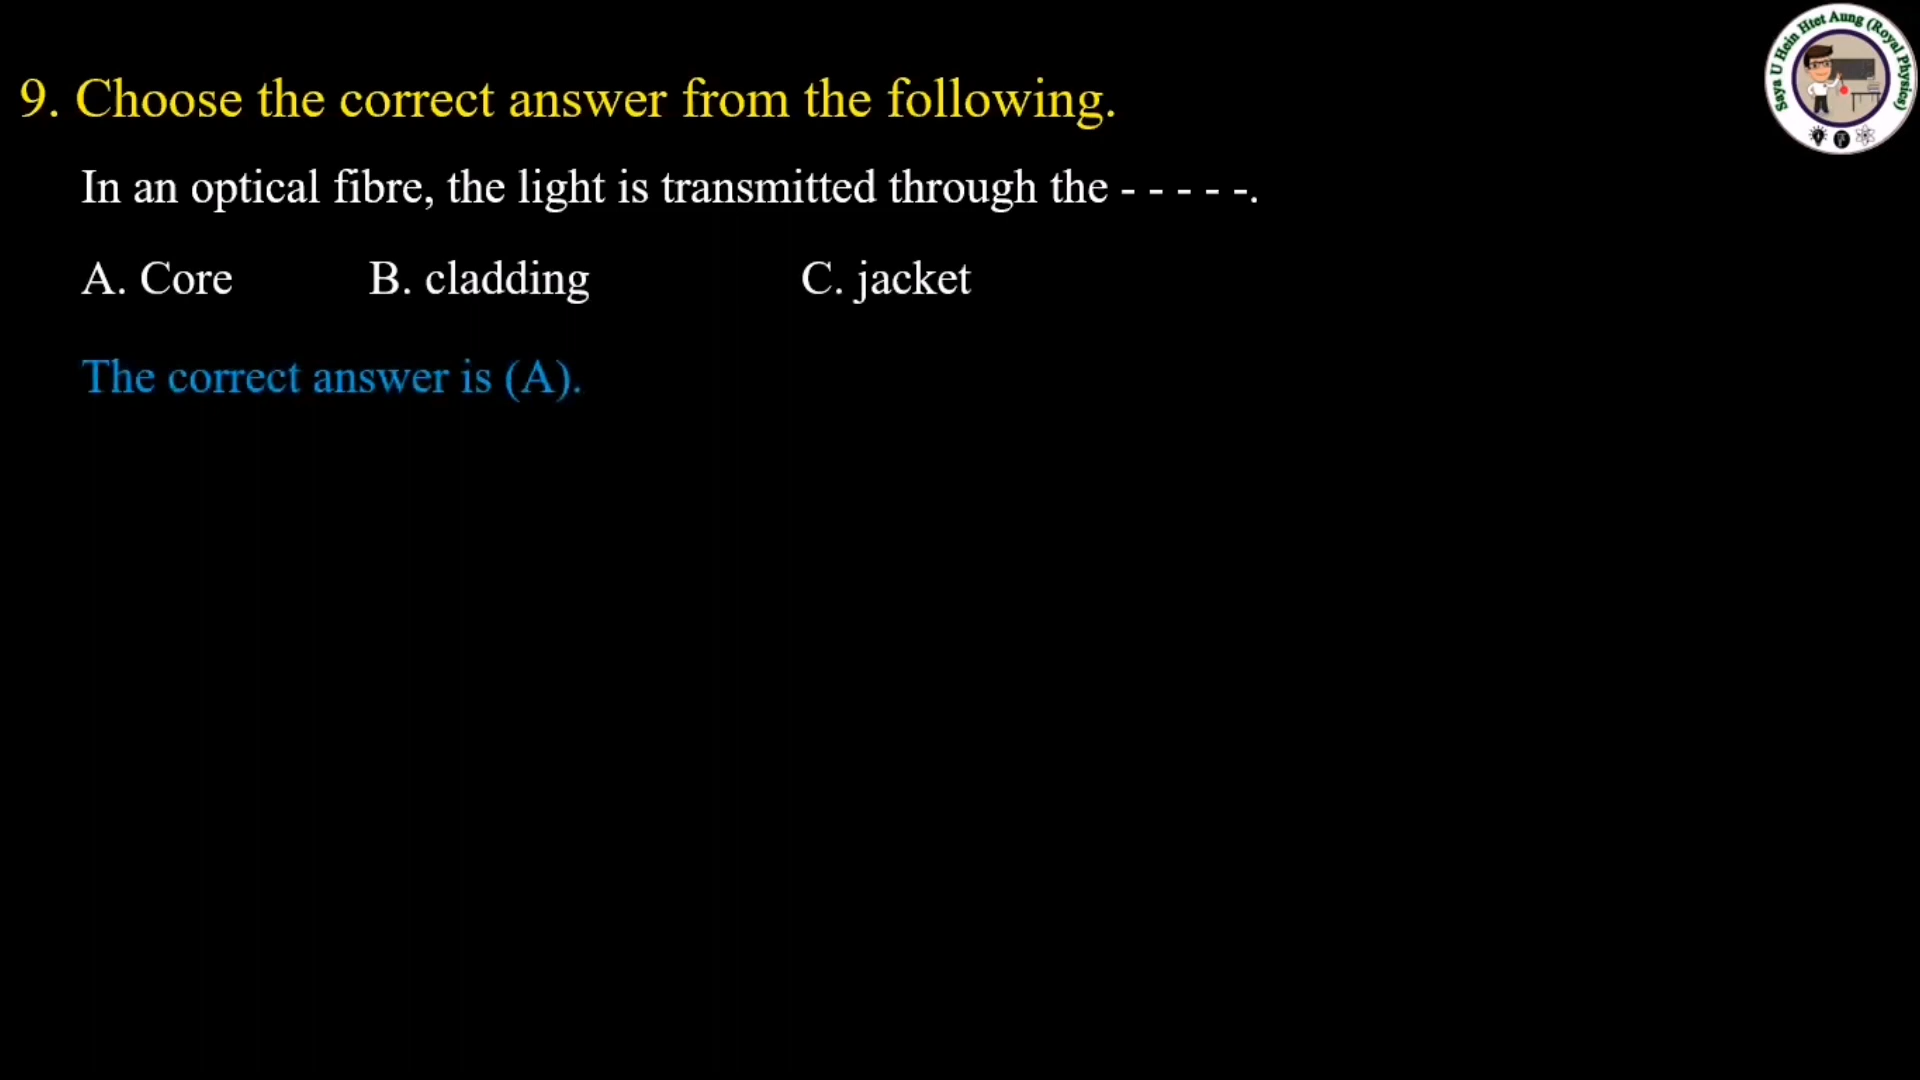 Saya U Hein Htet Aung (Royal Physics)
9. Choose the correct answer from the following.
In an optical fibre, the light is transmitted through the - - - - -.
A. Core B. cladding C. jacket
The correct answer is (A).